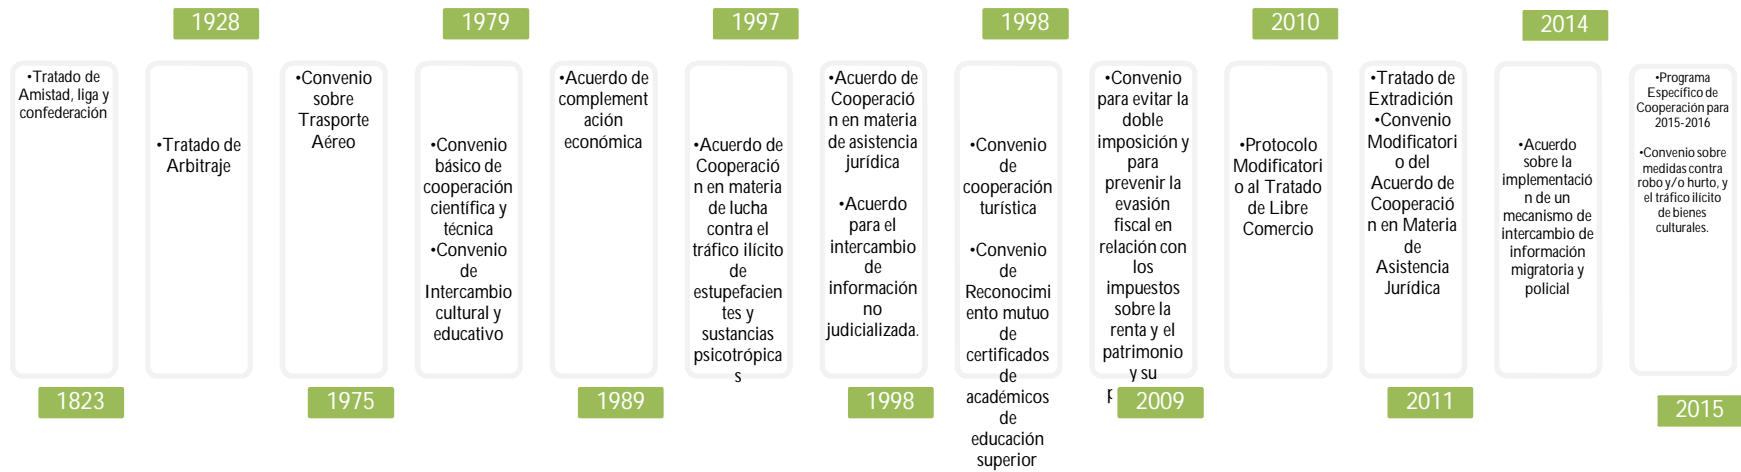 1928
1979
1997
1998
2010
2014
•Tratado de
Amistad, liga y
confederación
1823
•Tratado de
Arbitraje
•Convenio
sobre
Trasporte
Aéreo
1975
•Convenio
básico de
cooperación
científica y
técnica
•Convenio
de
Intercambio
cultural y
educativo
•Acuerdo de
complement
ación
económica
1989
•Acuerdo de
Cooperació
n en materia
de lucha
contra el
tráfico ilícito
de
estupefacien
tes y
sustancias
psicotrópica
s
•Acuerdo de
Cooperació
n en materia
de asistencia
jurídica
•Acuerdo
para el
intercambio
de
información
no
judicializada.
1998
•Convenio
de
cooperación
turística
•Convenio
de
Reconocimi
ento mutuo
de
certificados
de
académicos
de
educación
superior
•Convenio
para evitar la
doble
imposición y
para
prevenir la
evasión
fiscal en
relación con
los
impuestos
sobre la
renta y el
patrimonio
y su
2009
•Protocolo
Modificatori
o al Tratado
de Libre
Comercio
•Tratado de
Extradición
•Convenio
Modificatori
o del
Acuerdo de
Cooperació
n en Materia
de
Asistencia
Jurídica
2011
•Acuerdo
sobre la
implementació
n de un
mecanismo de
intercambio de
información
migratoria y
policial
•Programa
Específico de
Cooperación para
2015-2016
•Convenio sobre
medidas contra
robo y/o hurto, y
el tráfico ilícito
de bienes
culturales.
2015